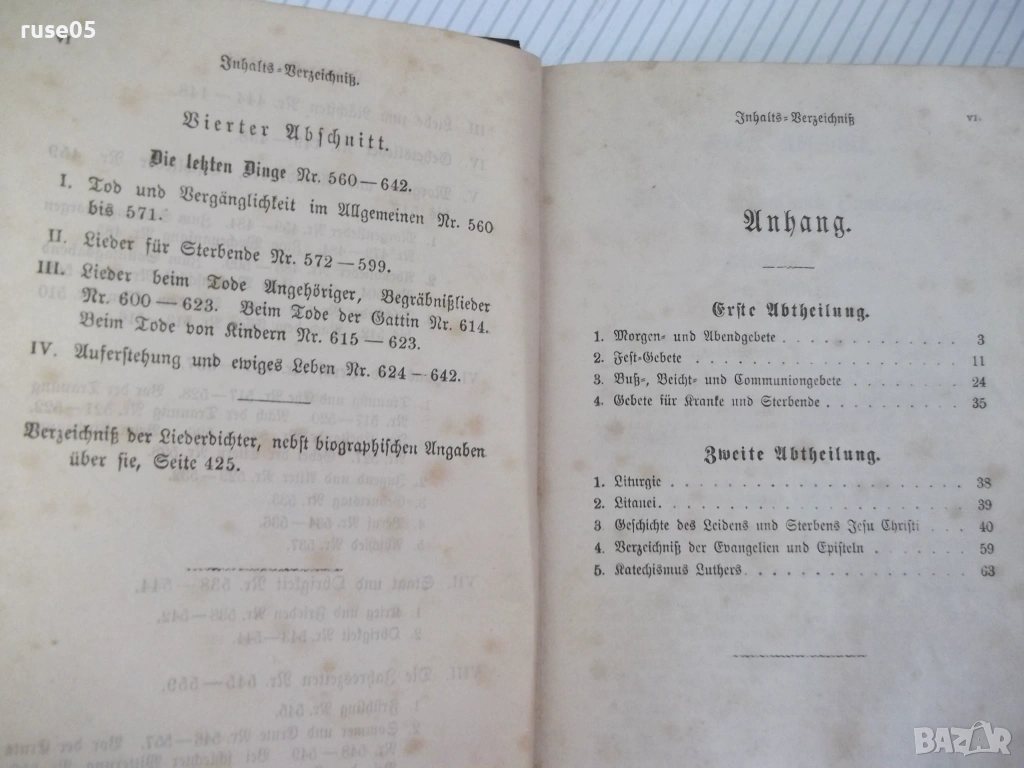 ruse05
VI
Inhalts-Verzeichniß.
Vierter Abschnitt.
Die letzten Dinge Nr. 560—642.
I. Tod und Vergänglichkeit im Allgemeinen Nr. 560
bis 571.
II. Lieder für Sterbende Nr. 572—599.
III. Lieder beim Tode Angehöriger, Begräbnißlieder
Nr. 600—623. Beim Tode der Gattin Nr. 614.
Beim Tode von Kindern Nr. 615—623.
IV. Auferstehung und ewiges Leben Nr. 624—642.
Verzeichniß der Liederdichter, nebst biographischen Angaben
über sie, Seite 425.
Inhalts-Verzeichniß VI.
Anhang.
Erste Abtheilung.
1. Morgen- und Abendgebete . . . . . . . . . . 3
2. Fest-Gebete . . . . . . . . . . 11
3. Buß-, Beicht- und Communiongebete . . . . . . . . . . 24
4. Gebete für Kranke und Sterbende . . . . . . . . . . 35
Zweite Abtheilung.
1. Liturgie . . . . . . . . . . 38
2. Litanei . . . . . . . . . . 39
3. Geschichte des Leidens und Sterbens Jesu Christi . . . . 40
4. Verzeichniß der Evangelien und Episteln . . . . . . . 59
5. Katechismus Luthers . . . . . . . . . . 63
BAZAR